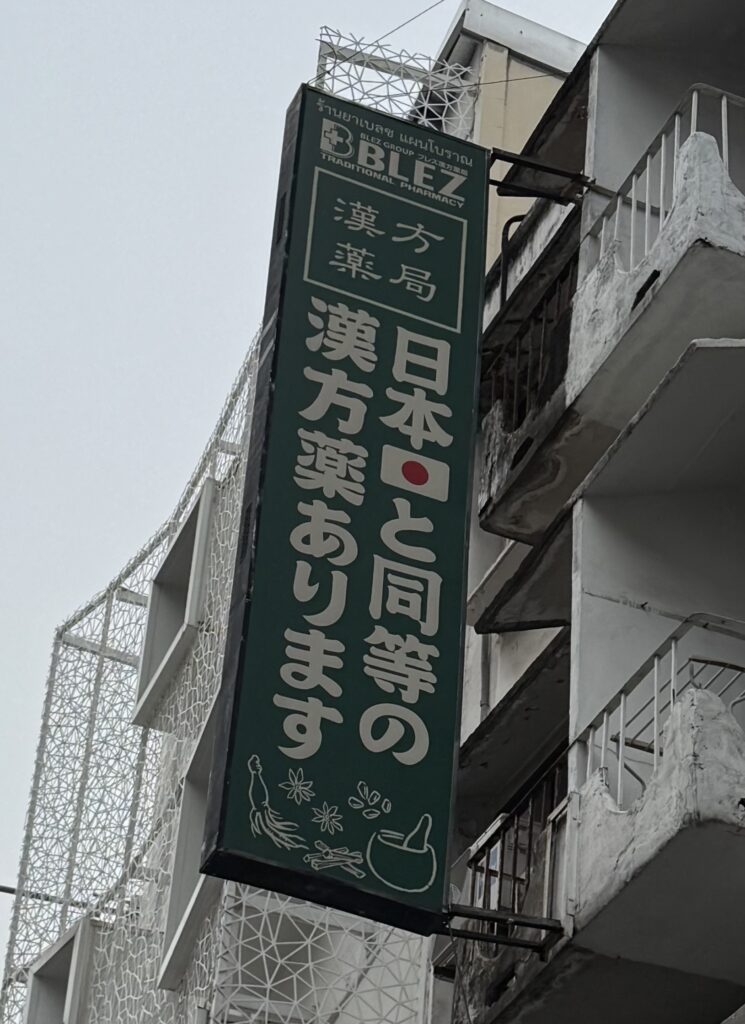 ร้านยาเบลซ แผนโบราณ
BLEZ GROUP ブレズ漢方薬局
BLEZ
TRADITIONAL PHARMACY
漢方
薬局
日本🇯🇵と同等の
漢方薬あります